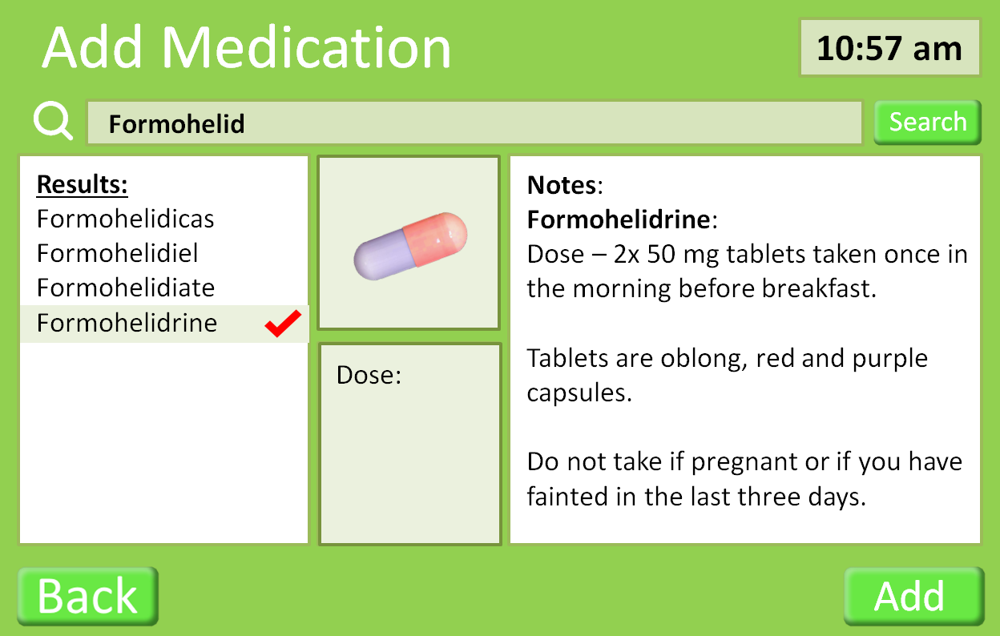 Add Medication
10:57 am
Formohelid
Search
Results:
Formohelidicas
Formohelidiel
Formohelidiate
Formohelidrine
Dose:
Notes:
Formohelidrine:
Dose – 2x 50 mg tablets taken once in
the morning before breakfast.
Tablets are oblong, red and purple
capsules.
Do not take if pregnant or if you have
fainted in the last three days.
Back
Add